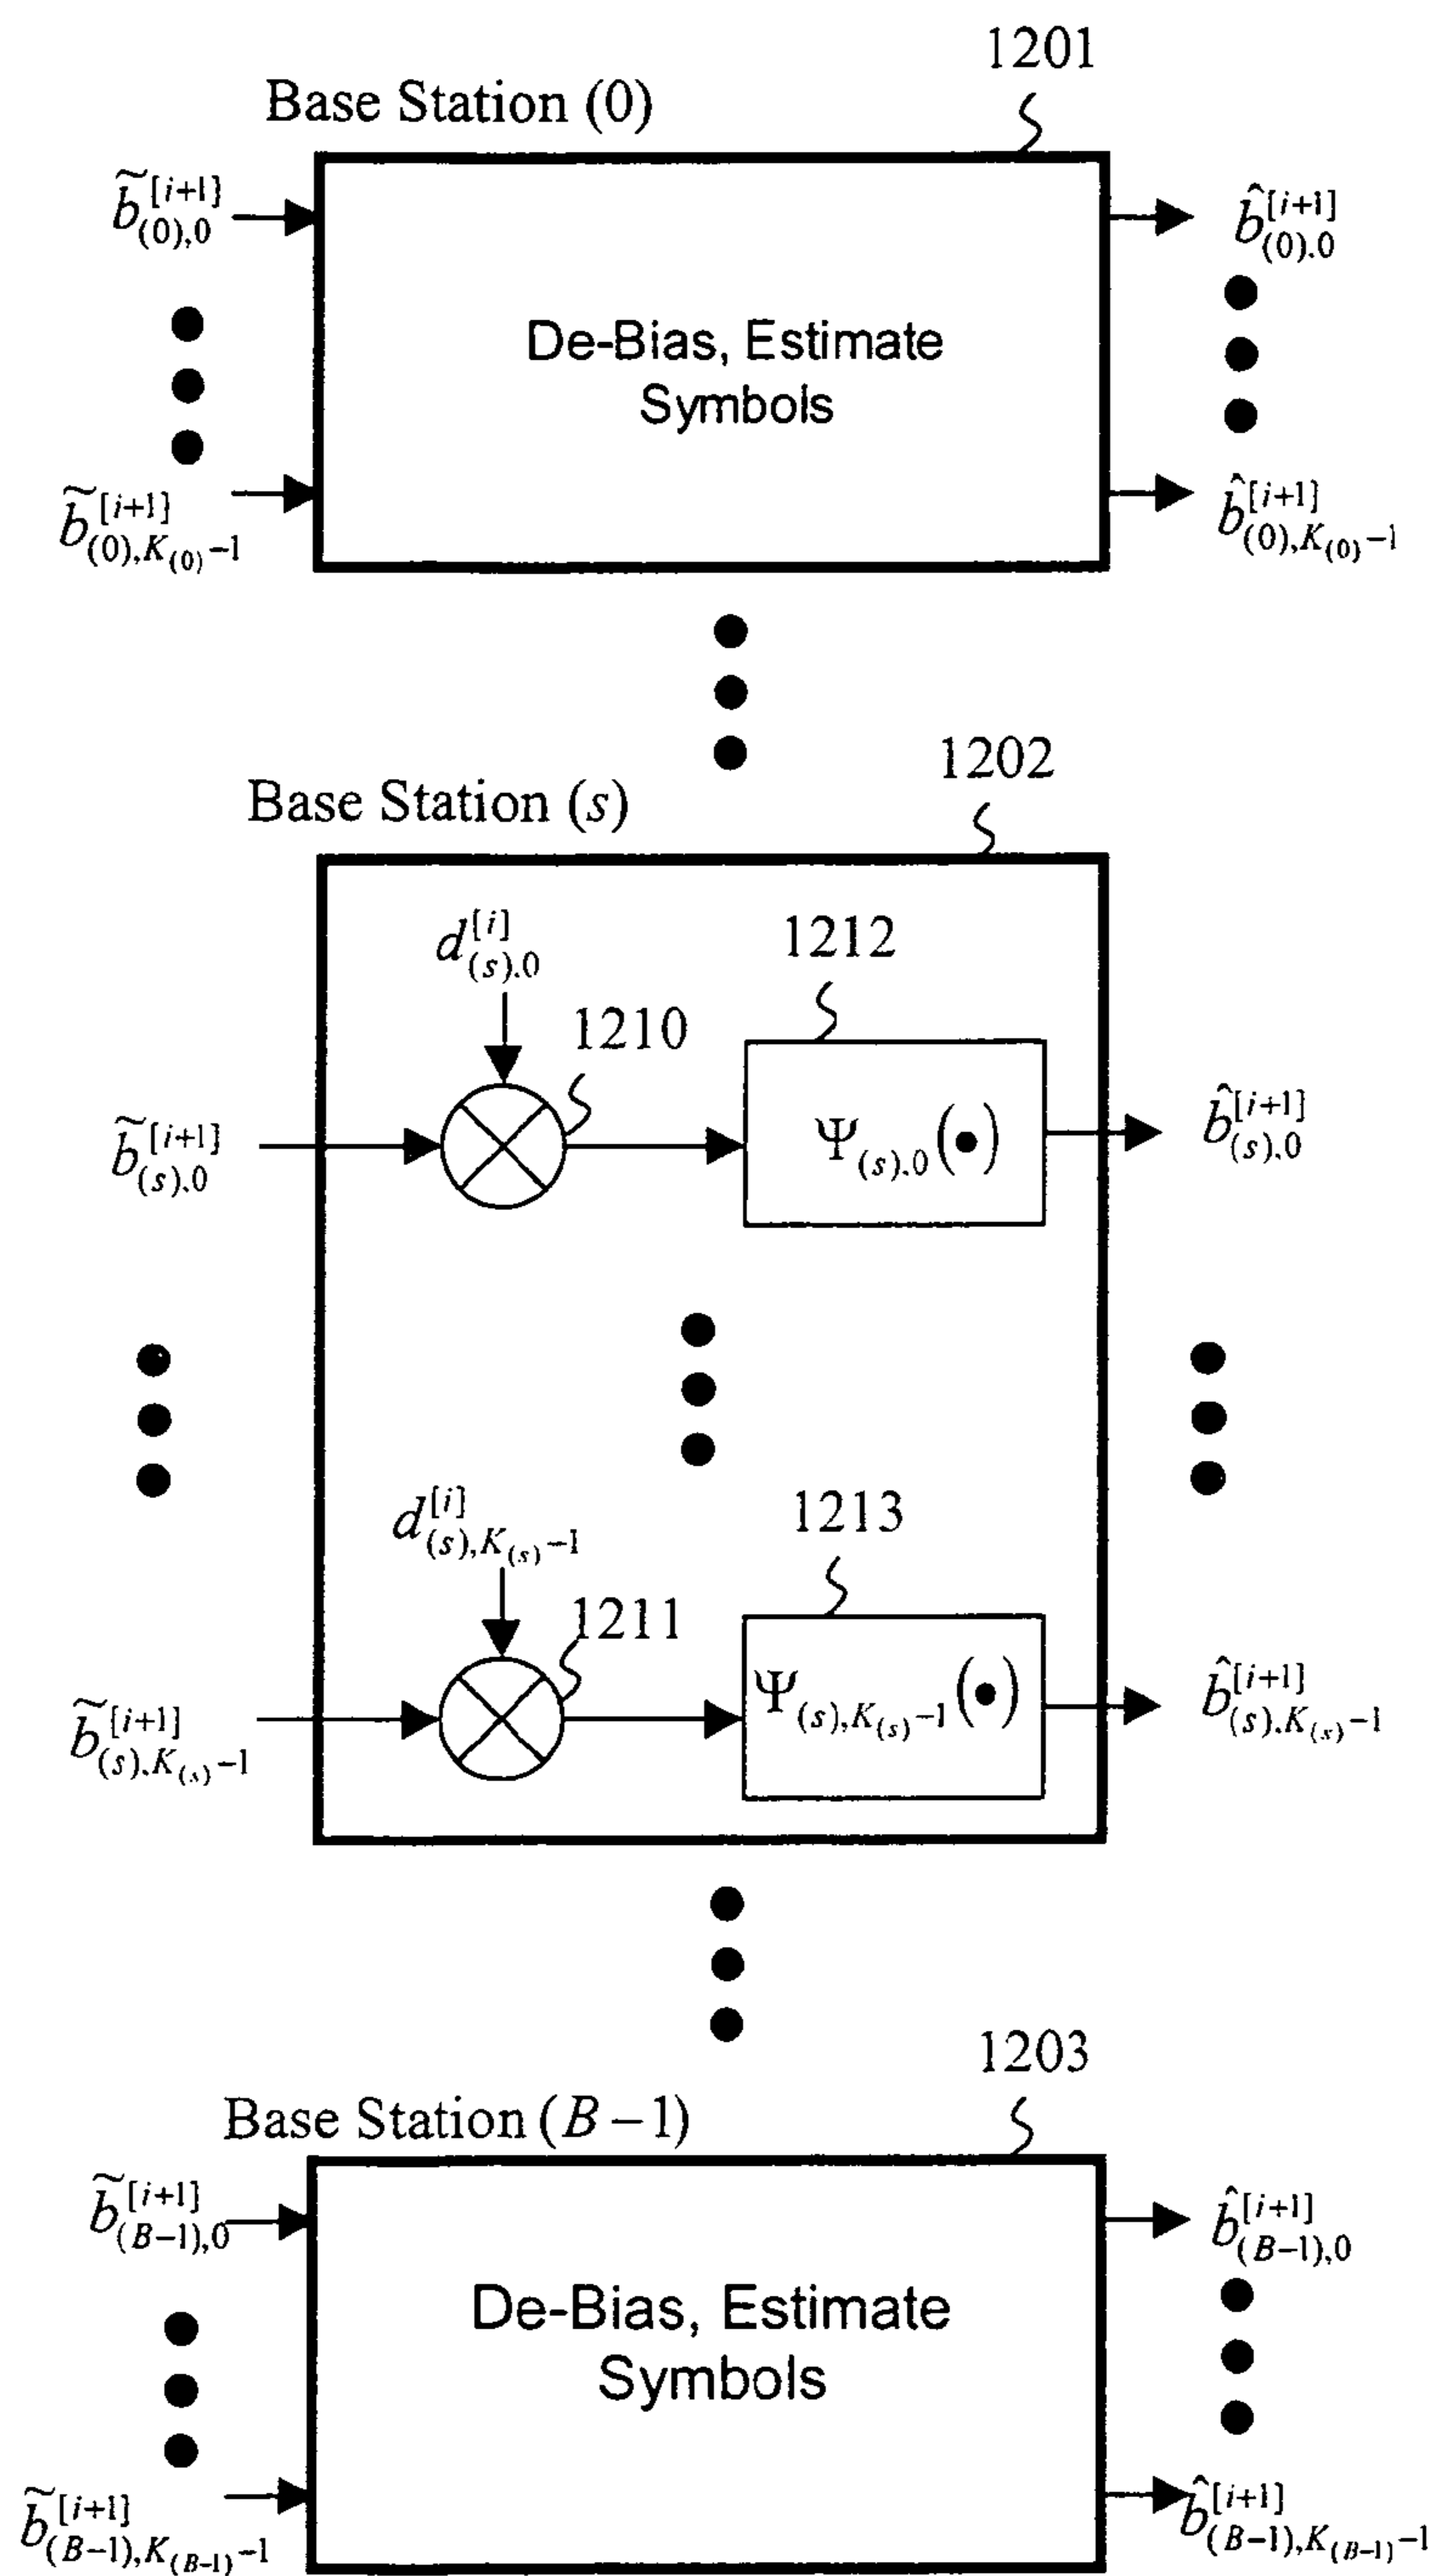 1201
Base Station (0)
b̃_{(0),0}^{[i+1]}
b̂_{(0),0}^{[i+1]}
De-Bias, Estimate
Symbols
b̃_{(0),K_{(0)}-1}^{[i+1]}
b̂_{(0),K_{(0)}-1}^{[i+1]}
1202
Base Station (s)
d_{(s),0}^{[i]}
1212
1210
b̃_{(s),0}^{[i+1]}
Ψ_{(s),0}(•)
b̂_{(s),0}^{[i+1]}
d_{(s),K_{(s)}-1}^{[i]}
1213
1211
b̃_{(s),K_{(s)}-1}^{[i+1]}
Ψ_{(s),K_{(s)}-1}(•)
b̂_{(s),K_{(s)}-1}^{[i+1]}
1203
Base Station (B-1)
b̃_{(B-1),0}^{[i+1]}
b̂_{(B-1),0}^{[i+1]}
De-Bias, Estimate
Symbols
b̃_{(B-1),K_{(B-1)}-1}^{[i+1]}
b̂_{(B-1),K_{(B-1)}-1}^{[i+1]}